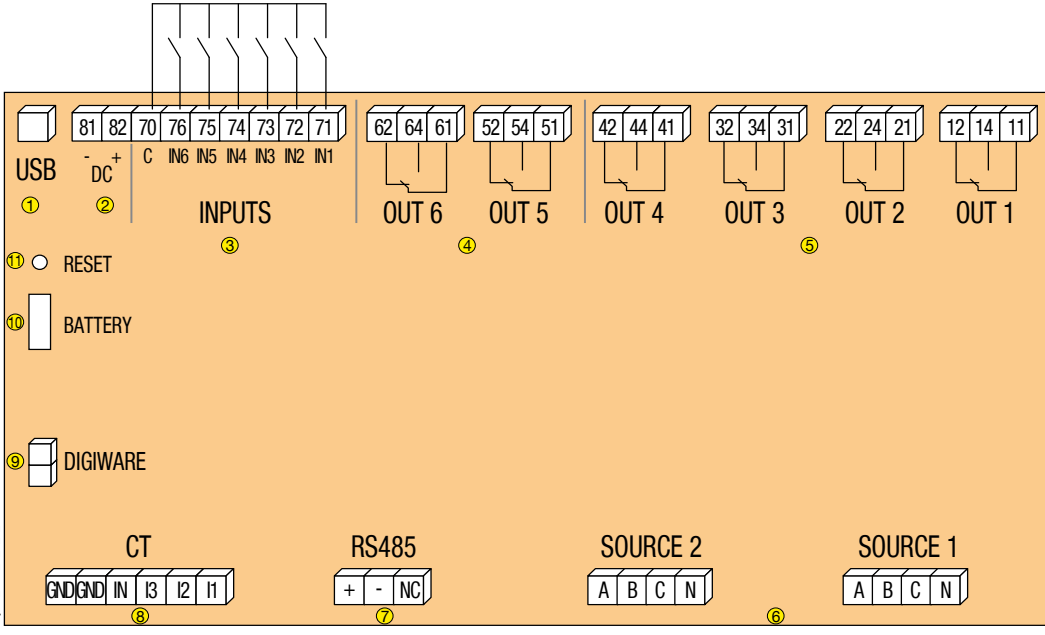 81 82 70 76 75 74 73 72 71 62 64 61 52 54 51 42 44 41 32 34 31 22 24 21 12 14 11
- + C IN6 IN5 IN4 IN3 IN2 IN1
USB DC
① ② INPUTS OUT 6 OUT 5 OUT 4 OUT 3 OUT 2 OUT 1
③ ④ ⑤
⑪ RESET
⑩ BATTERY
⑨ DIGIWARE
CT RS485 SOURCE 2 SOURCE 1
GND GND IN I3 I2 I1 + - NC A B C N A B C N
⑧ ⑦ ⑥